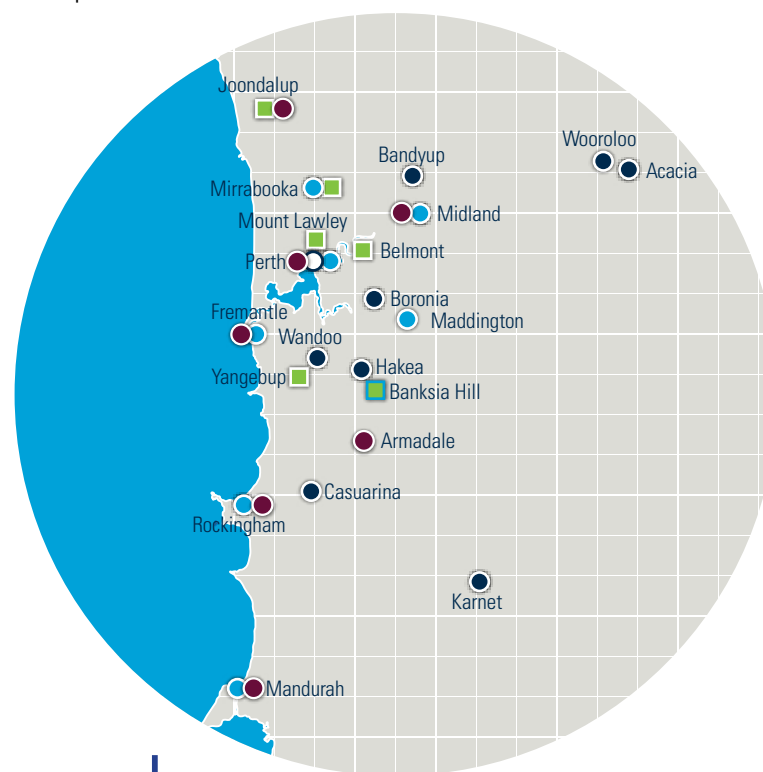 Joondalup
Wooroloo
Bandyup
Acacia
Mirrabooka
Midland
Mount Lawley
Belmont
Perth
Boronia
Fremantle
Maddington
Wandoo
Hakea
Yangebup
Banksia Hill
Armadale
Casuarina
Rockingham
Karnet
Mandurah